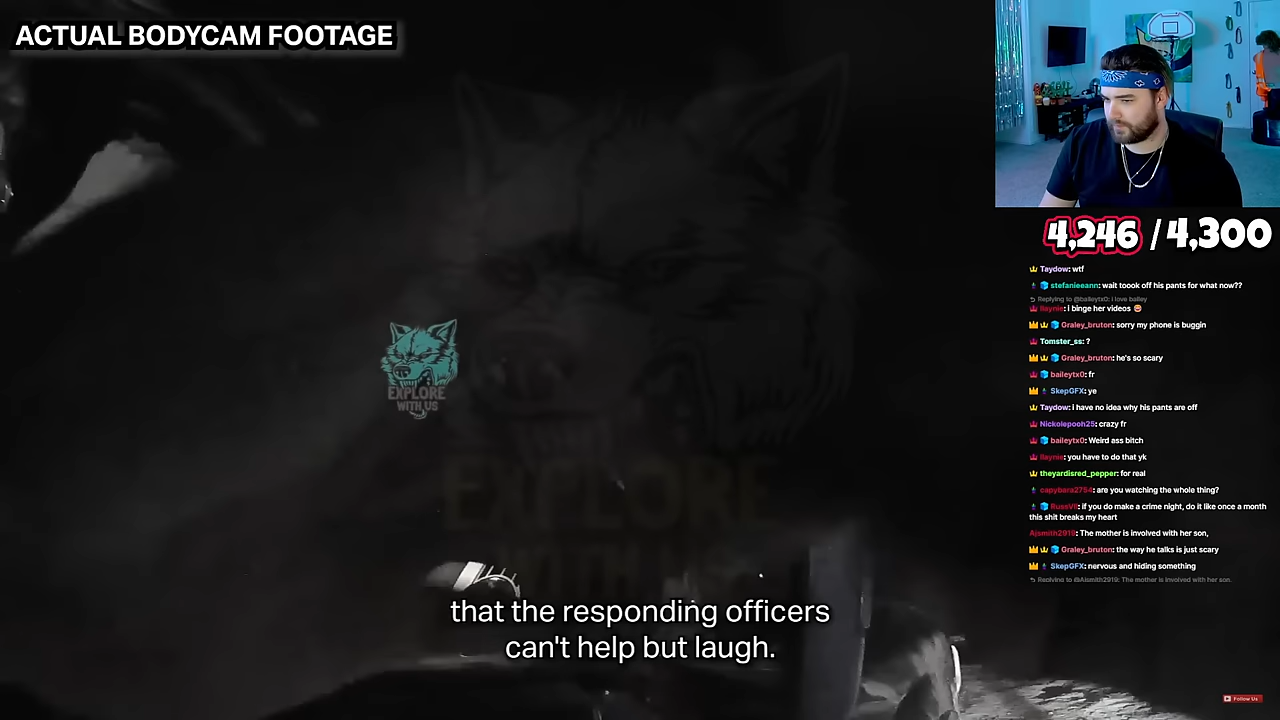 ACTUAL BODYCAM FOOTAGE
4,246 / 4,300
Taydow: wtf
stefanieeann: wait toook off his pants for what now??
Replying to @baileytx0: i love bailey
Ilaynie: I binge her videos
Graley_bruton: sorry my phone is buggin
Tomster_ss: ?
Graley_bruton: he's so scary
baileytx0: fr
SkepGFX: ye
Taydow: i have no idea why his pants are off
Nickolepooh25: crazy fr
baileytx0: Weird ass bitch
Ilaynie: you have to do that yk
theyardisred_pepper: for real
capybara2754: are you watching the whole thing?
RussVII: if you do make a crime night, do it like once a month
this shit breaks my heart
Ajsmith2919: The mother is involved with her son,
Graley_bruton: the way he talks is just scary
SkepGFX: nervous and hiding something
Replying to @Ajsmith2919: The mother is involved with her son,
EXPLORE
WITH US
EXPLORE
that the responding officers
can't help but laugh.
Follow Us